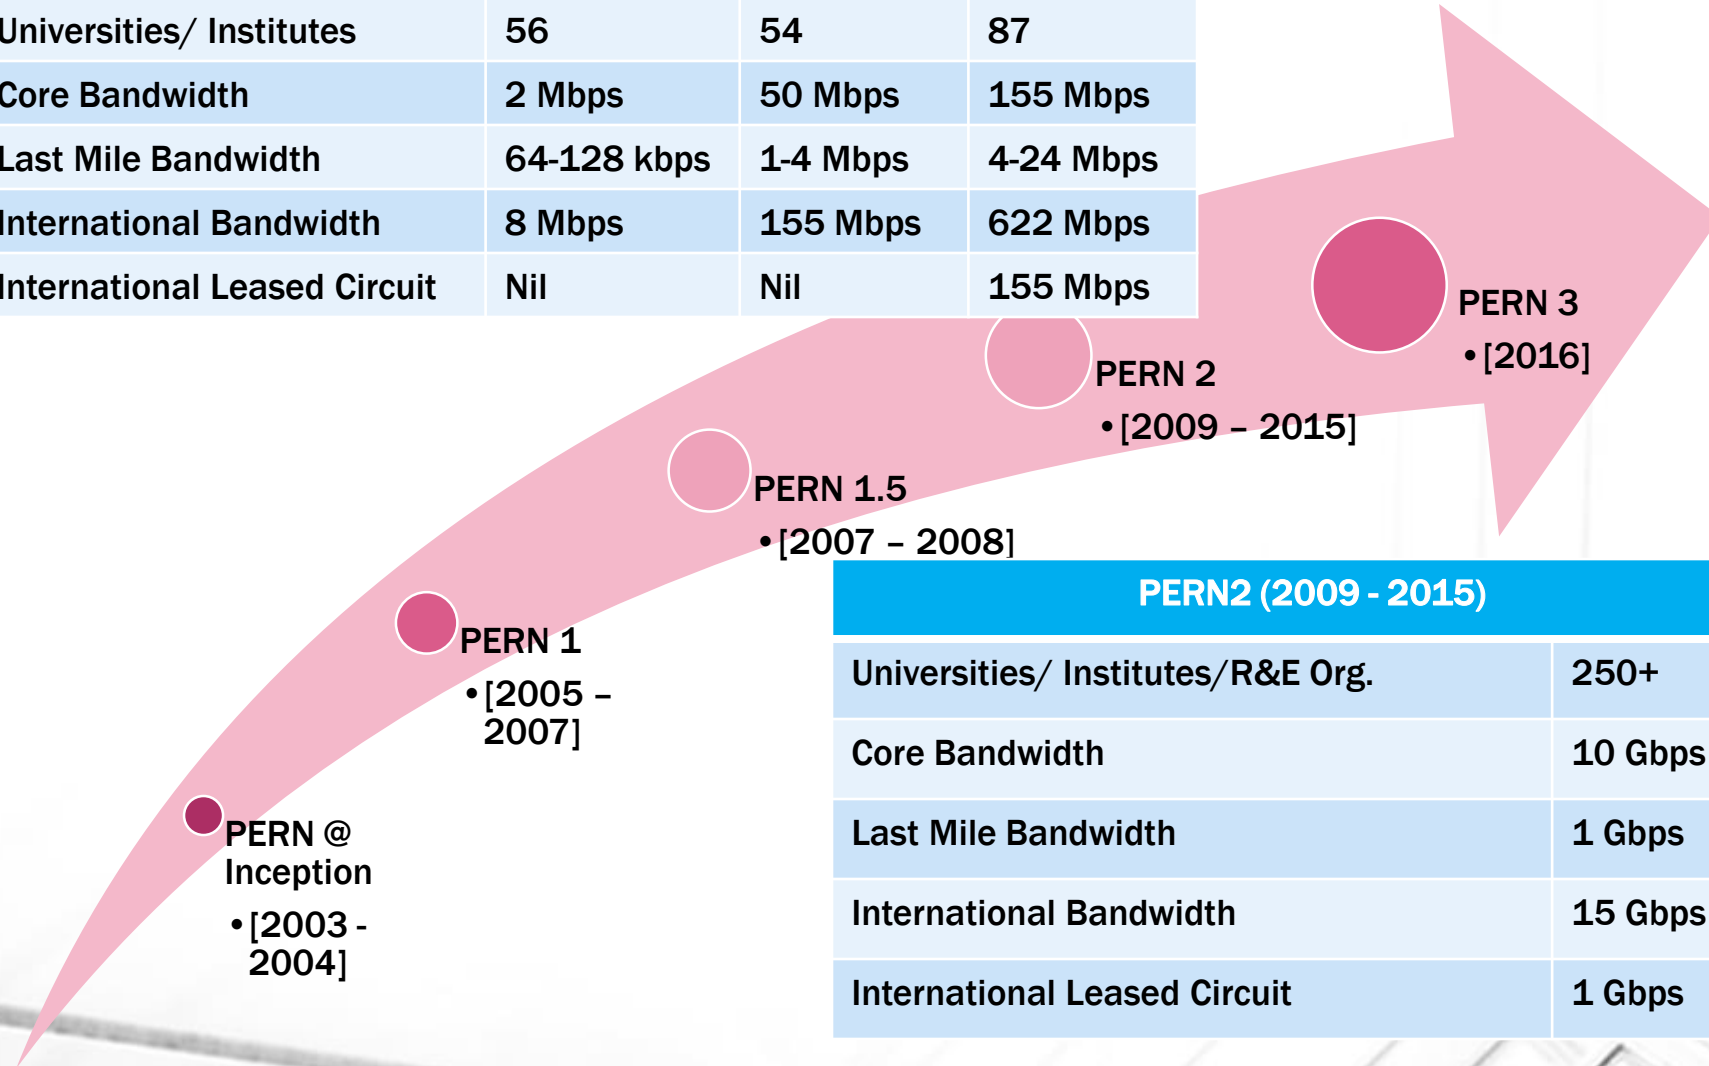 Universities/ Institutes 56 54 87
Core Bandwidth 2 Mbps 50 Mbps 155 Mbps
Last Mile Bandwidth 64-128 kbps 1-4 Mbps 4-24 Mbps
International Bandwidth 8 Mbps 155 Mbps 622 Mbps
International Leased Circuit Nil Nil 155 Mbps
PERN 3
•[2016]
PERN 2
•[2009 – 2015]
PERN 1.5
•[2007 – 2008]
PERN 1
•[2005 –
2007]
PERN @
Inception
•[2003 -
2004]
PERN2 (2009 - 2015)
Universities/ Institutes/R&E Org. 250+
Core Bandwidth 10 Gbps
Last Mile Bandwidth 1 Gbps
International Bandwidth 15 Gbps
International Leased Circuit 1 Gbps